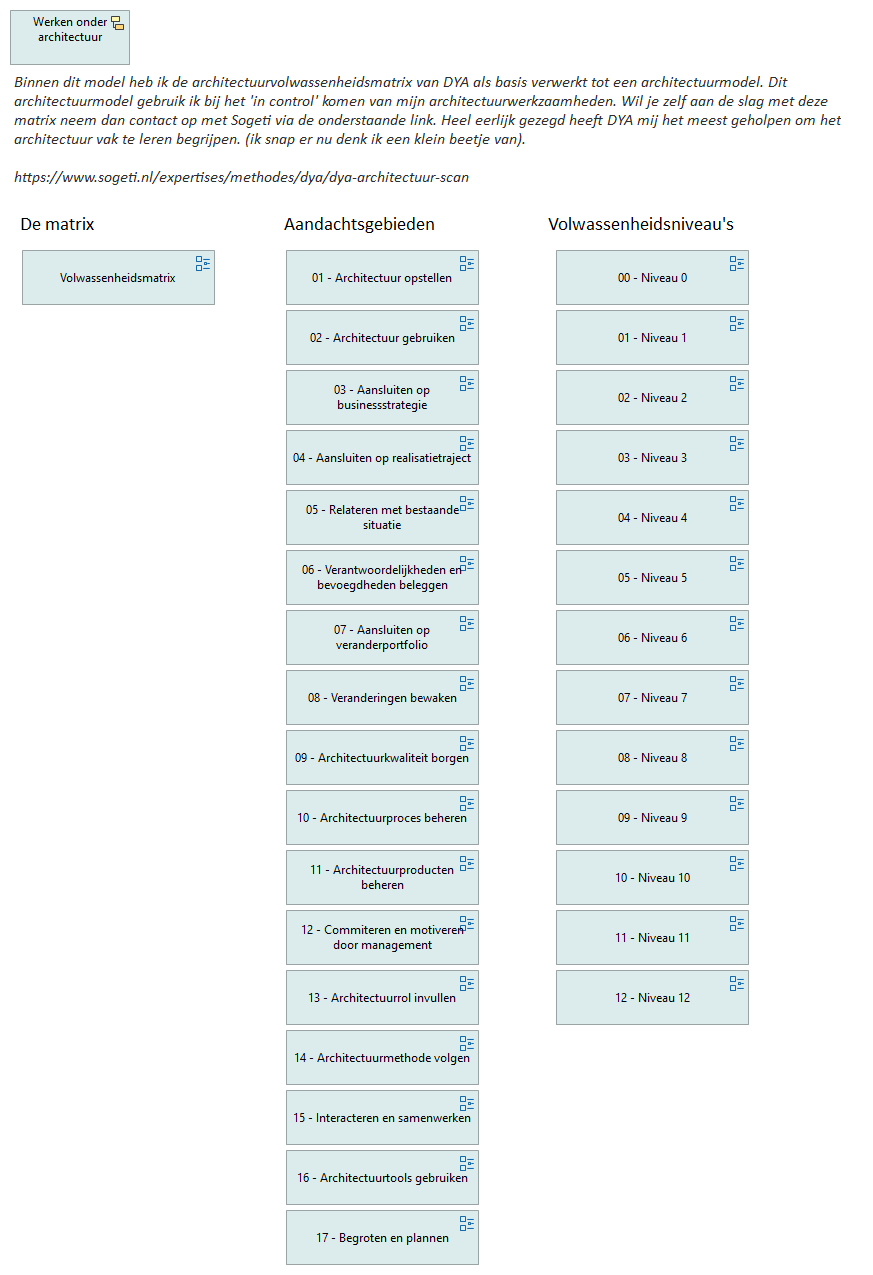 Werken onder
architectuur
Binnen dit model heb ik de architectuurvolwassenheidsmatrix van DYA als basis verwerkt tot een architectuurmodel. Dit
architectuurmodel gebruik ik bij het 'in control' komen van mijn architectuurwerkzaamheden. Wil je zelf aan de slag met deze
matrix neem dan contact op met Sogeti via de onderstaande link. Heel eerlijk gezegd heeft DYA mij het meest geholpen om het
architectuur vak te leren begrijpen. (ik snap er nu denk ik een klein beetje van).
https://www.sogeti.nl/expertises/methodes/dya/dya-architectuur-scan
De matrix
Volwassenheidsmatrix
Aandachtsgebieden
01 - Architectuur opstellen
02 - Architectuur gebruiken
03 - Aansluiten op
businessstrategie
04 - Aansluiten op realisatietraject
05 - Relateren met bestaande
situatie
06 - Verantwoordelijkheden en
bevoegdheden beleggen
07 - Aansluiten op
veranderportfolio
08 - Veranderingen bewaken
09 - Architectuurkwaliteit borgen
10 - Architectuurproces beheren
11 - Architectuurproducten
beheren
12 - Commiteren en motiveren
door management
13 - Architectuurrol invullen
14 - Architectuurmethode volgen
15 - Interacteren en samenwerken
16 - Architectuurtools gebruiken
17 - Begroten en plannen
Volwassenheidsniveau's
00 - Niveau 0
01 - Niveau 1
02 - Niveau 2
03 - Niveau 3
04 - Niveau 4
05 - Niveau 5
06 - Niveau 6
07 - Niveau 7
08 - Niveau 8
09 - Niveau 9
10 - Niveau 10
11 - Niveau 11
12 - Niveau 12